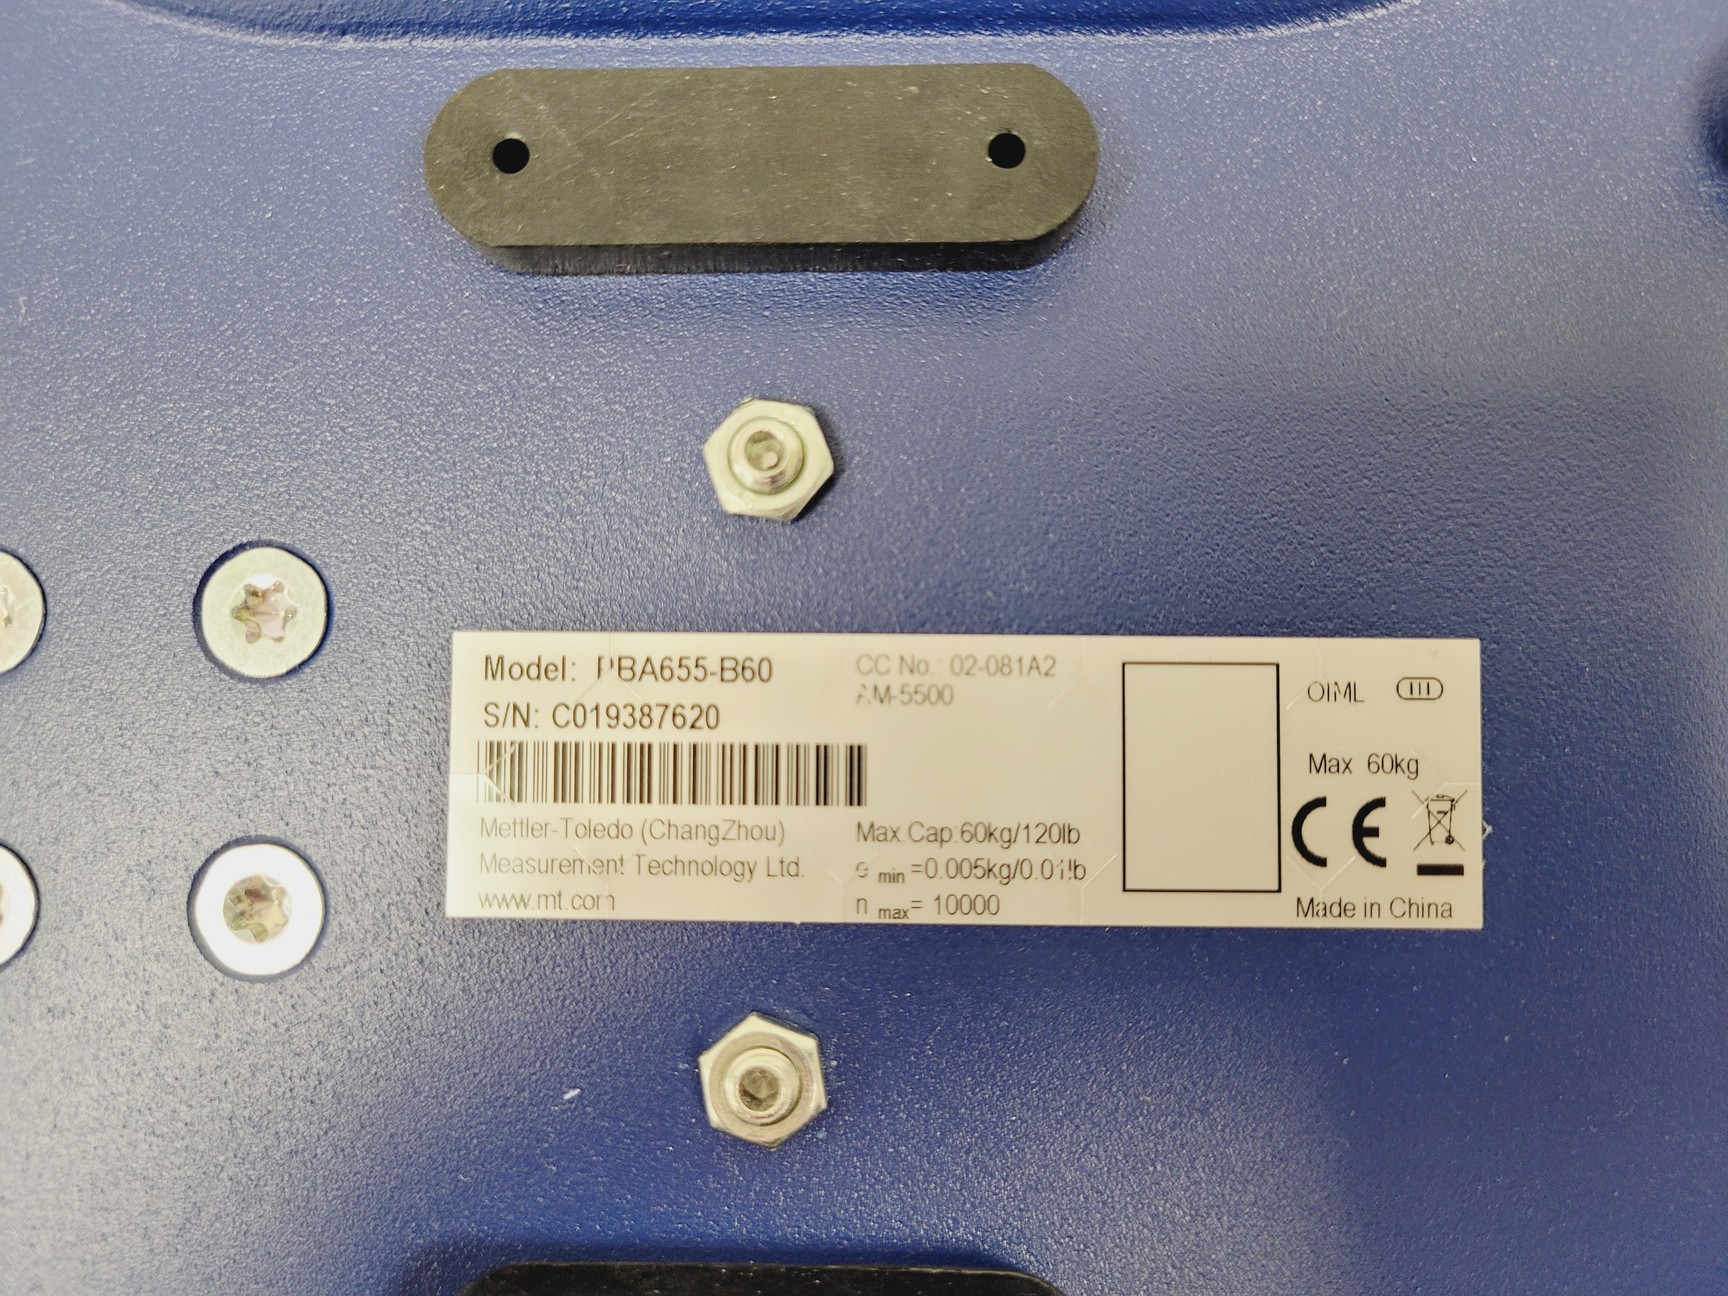 Model: PBA655-B60
S/N: C019387620
Mettler-Toledo (ChangZhou)
Measurement Technology Ltd.
www.mt.com
CC No.: 02-081A2
AM-5500
Max.Cap:60kg/120lb
e min =0.005kg/0.01lb
n max= 10000
OIML III
Max 60kg
CE
Made in China